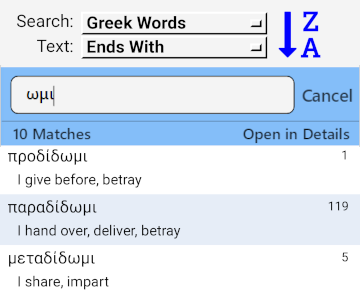 Search: Greek Words
Text: Ends With
Z
A
ωμι
Cancel
10 Matches Open in Details
προδίδωμι 1
I give before, betray
παραδίδωμι 119
I hand over, deliver, betray
μεταδίδωμι 5
I share, impart